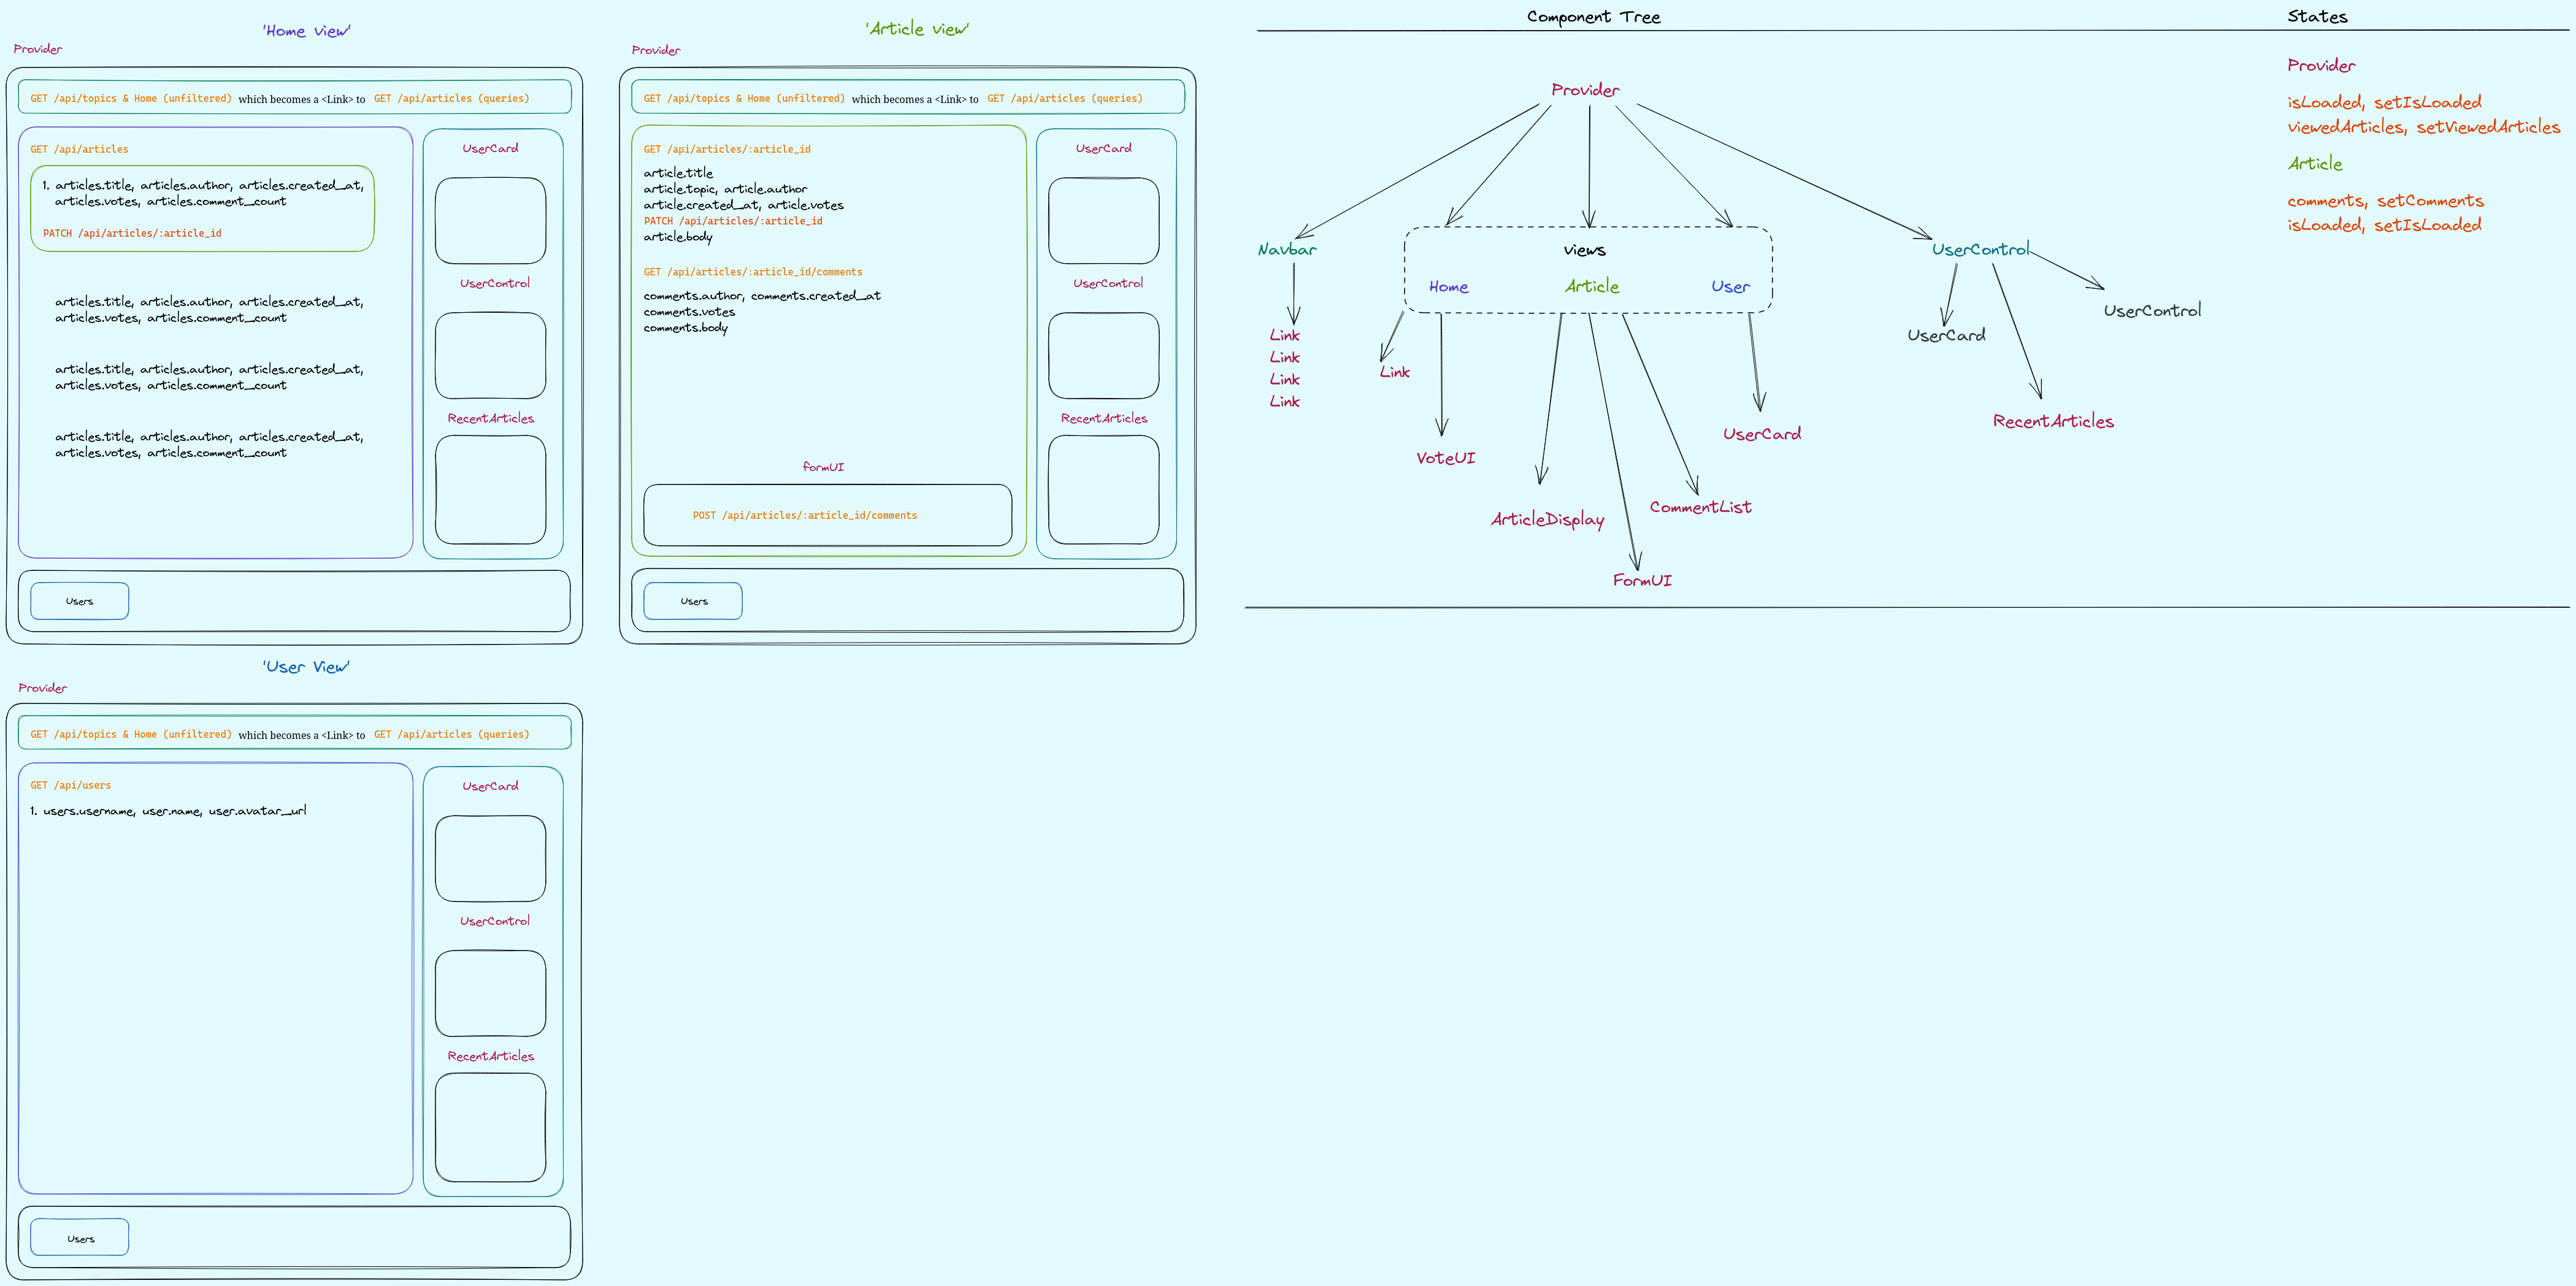 'Home view'
Provider
GET /api/topics & Home (unfiltered) which becomes a <Link> to GET /api/articles (queries)
GET /api/articles
1. articles.title, articles.author, articles.created_at,
articles.votes, articles.comment_count
PATCH /api/articles/:article_id
articles.title, articles.author, articles.created_at,
articles.votes, articles.comment_count
articles.title, articles.author, articles.created_at,
articles.votes, articles.comment_count
articles.title, articles.author, articles.created_at,
articles.votes, articles.comment_count
UserCard
UserControl
RecentArticles
Users
'Article view'
Provider
GET /api/topics & Home (unfiltered) which becomes a <Link> to GET /api/articles (queries)
GET /api/articles/:article_id
article.title
article.topic, article.author
article.created_at, article.votes
PATCH /api/articles/:article_id
article.body
GET /api/articles/:article_id/comments
comments.author, comments.created_at
comments.votes
comments.body
formUI
POST /api/articles/:article_id/comments
UserCard
UserControl
RecentArticles
Users
'User View'
Provider
GET /api/topics & Home (unfiltered) which becomes a <Link> to GET /api/articles (queries)
GET /api/users
1. users.username, user.name, user.avatar_url
UserCard
UserControl
RecentArticles
Users
Component Tree
Provider
Navbar
views
Home
Article
User
UserControl
Link
Link
Link
Link
Link
VoteUI
ArticleDisplay
FormUI
CommentList
UserCard
UserCard
RecentArticles
UserControl
States
Provider
isLoaded, setIsLoaded
viewedArticles, setViewedArticles
Article
comments, setComments
isLoaded, setIsLoaded